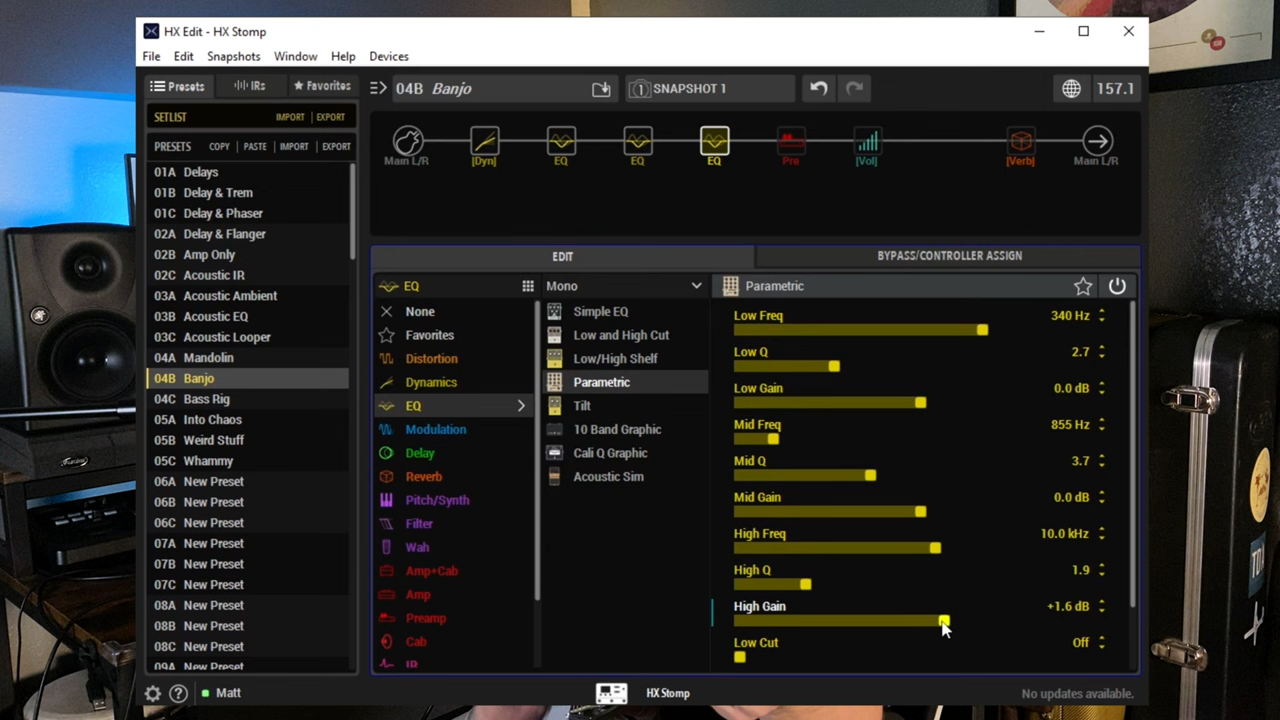 HX Edit - HX Stomp
File Edit Snapshots Window Help Devices
Presets IRs Favorites
04B Banjo
1 SNAPSHOT 1
157.1
SETLIST IMPORT | EXPORT
PRESETS COPY | PASTE | IMPORT | EXPORT
01A Delays
01B Delay & Trem
01C Delay & Phaser
02A Delay & Flanger
02B Amp Only
02C Acoustic IR
03A Acoustic Ambient
03B Acoustic EQ
03C Acoustic Looper
04A Mandolin
04B Banjo
04C Bass Rig
05A Into Chaos
05B Weird Stuff
05C Whammy
06A New Preset
06B New Preset
06C New Preset
07A New Preset
07B New Preset
07C New Preset
08A New Preset
08B New Preset
08C New Preset
09A New Preset
Main L/R [Dyn] EQ EQ EQ Pre [Vol] [Verb] Main L/R
EDIT
BYPASS/CONTROLLER ASSIGN
EQ
None
Favorites
Distortion
Dynamics
EQ
Modulation
Delay
Reverb
Pitch/Synth
Filter
Wah
Amp+Cab
Amp
Preamp
Cab
IR
Mono
Simple EQ
Low and High Cut
Low/High Shelf
Parametric
Tilt
10 Band Graphic
Cali Q Graphic
Acoustic Sim
Parametric
Low Freq 340 Hz
Low Q 2.7
Low Gain 0.0 dB
Mid Freq 855 Hz
Mid Q 3.7
Mid Gain 0.0 dB
High Freq 10.0 kHz
High Q 1.9
High Gain +1.6 dB
Low Cut Off
Matt
HX Stomp
No updates available.